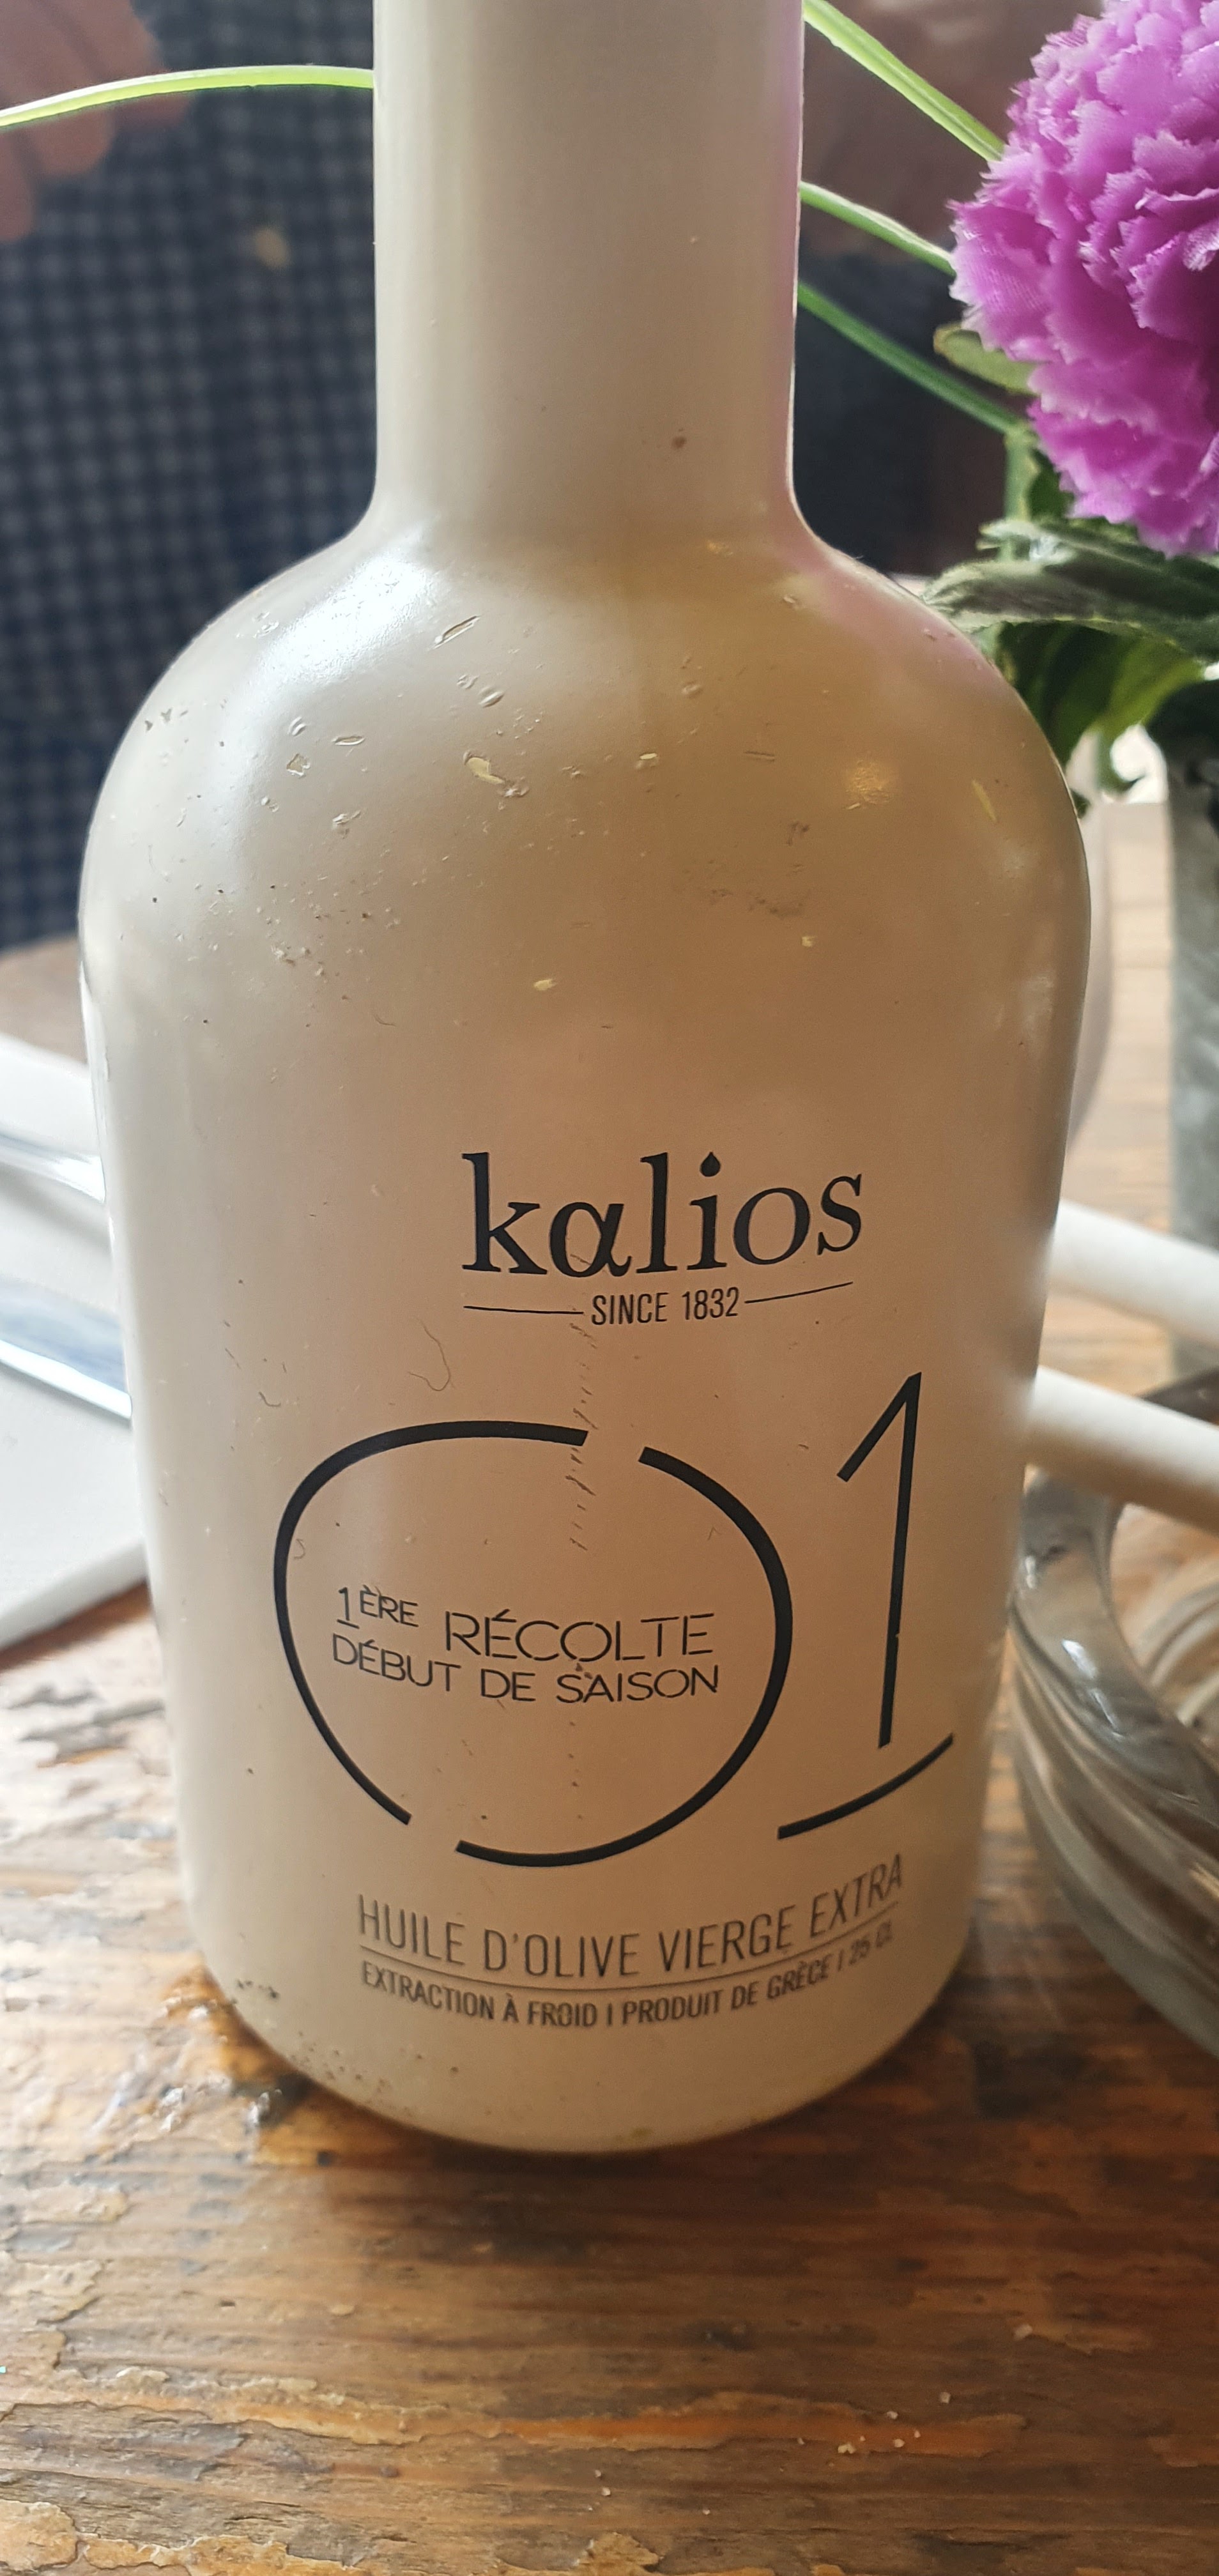 kαlios
SINCE 1832
01
1ÈRE RÉCOLTE
DÉBUT DE SAISON
HUILE D'OLIVE VIERGE EXTRA
EXTRACTION À FROID I PRODUIT DE GRÈCE I 25 CL